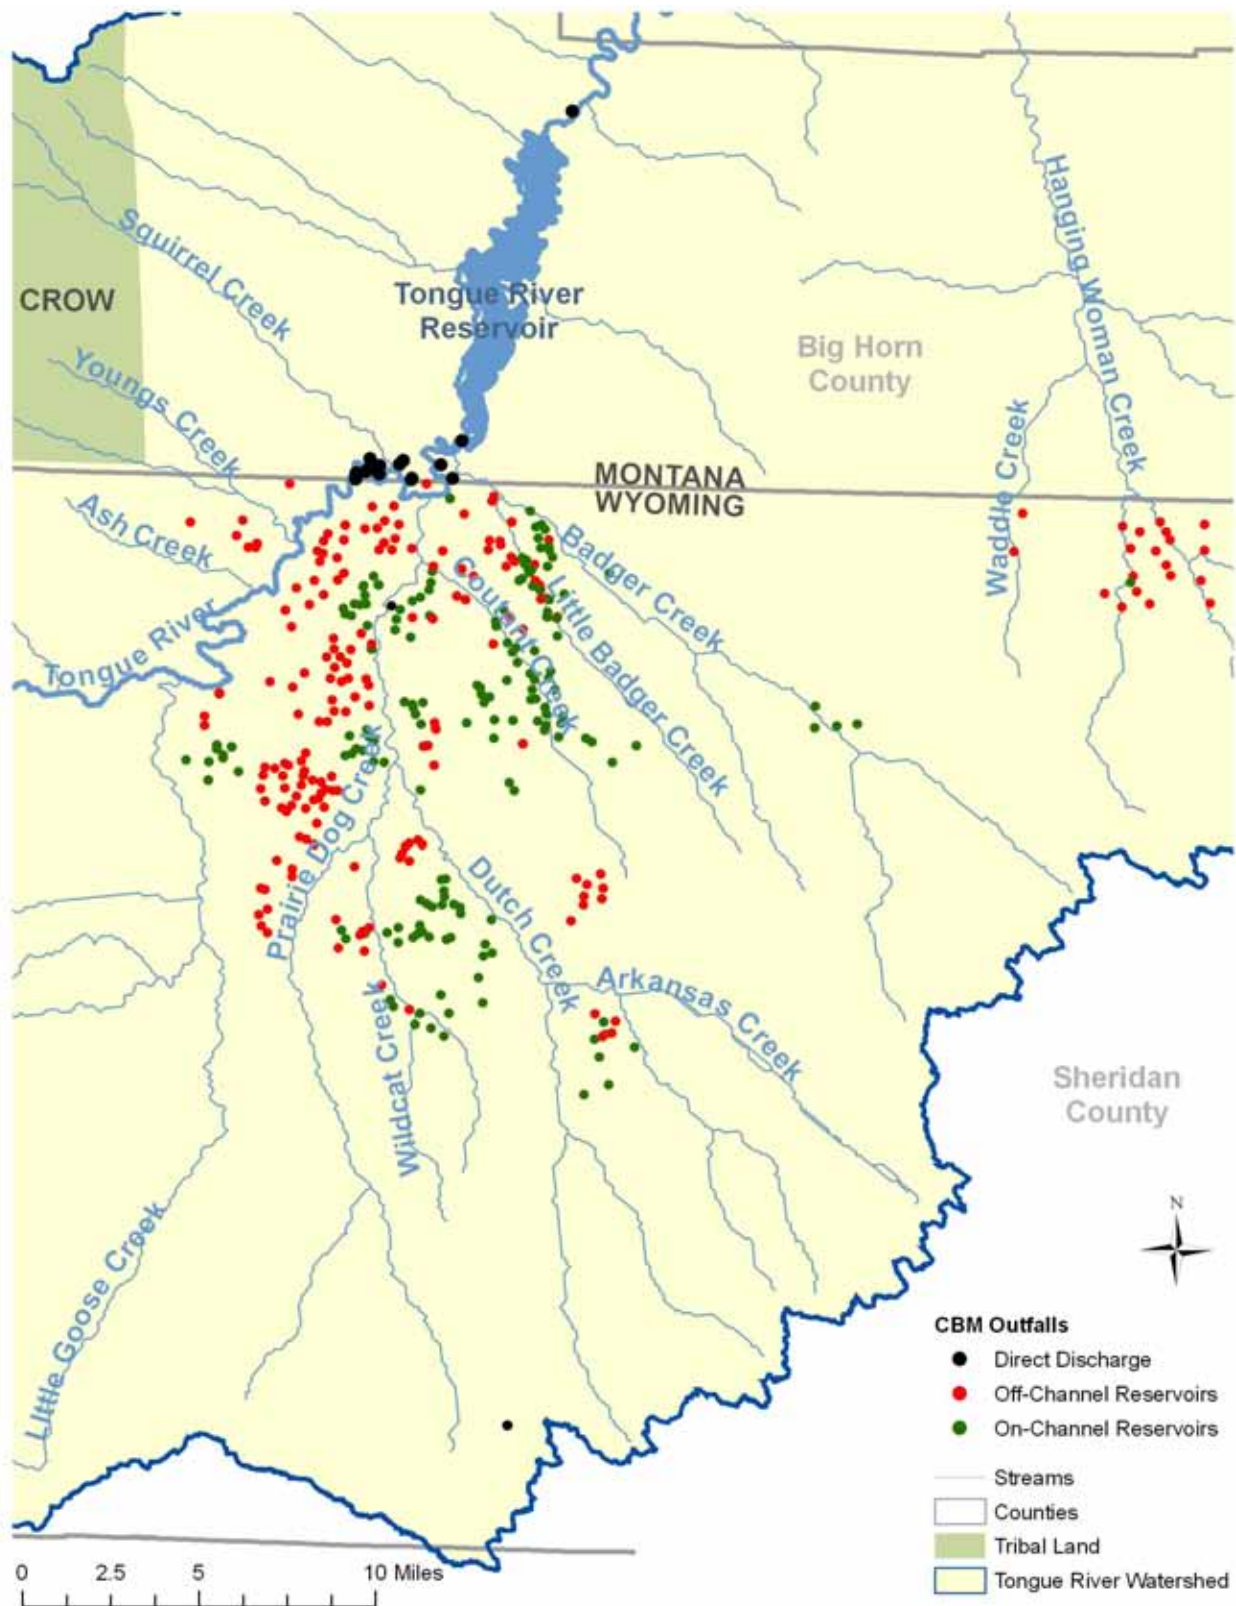 Squirrel Creek
CROW
Tongue River
Reservoir
Hanging Woman Creek
Big Horn
County
Youngs Creek
MONTANA
WYOMING
Waddle Creek
Ash Creek
Badger Creek
Coutant Creek
Little Badger Creek
Tongue River
Prairie Dog Creek
Dutch Creek
Arkansas Creek
Wildcat Creek
Sheridan
County
Little Goose Creek
N
CBM Outfalls
Direct Discharge
Off-Channel Reservoirs
On-Channel Reservoirs
Streams
Counties
Tribal Land
Tongue River Watershed
0 2.5 5 10 Miles